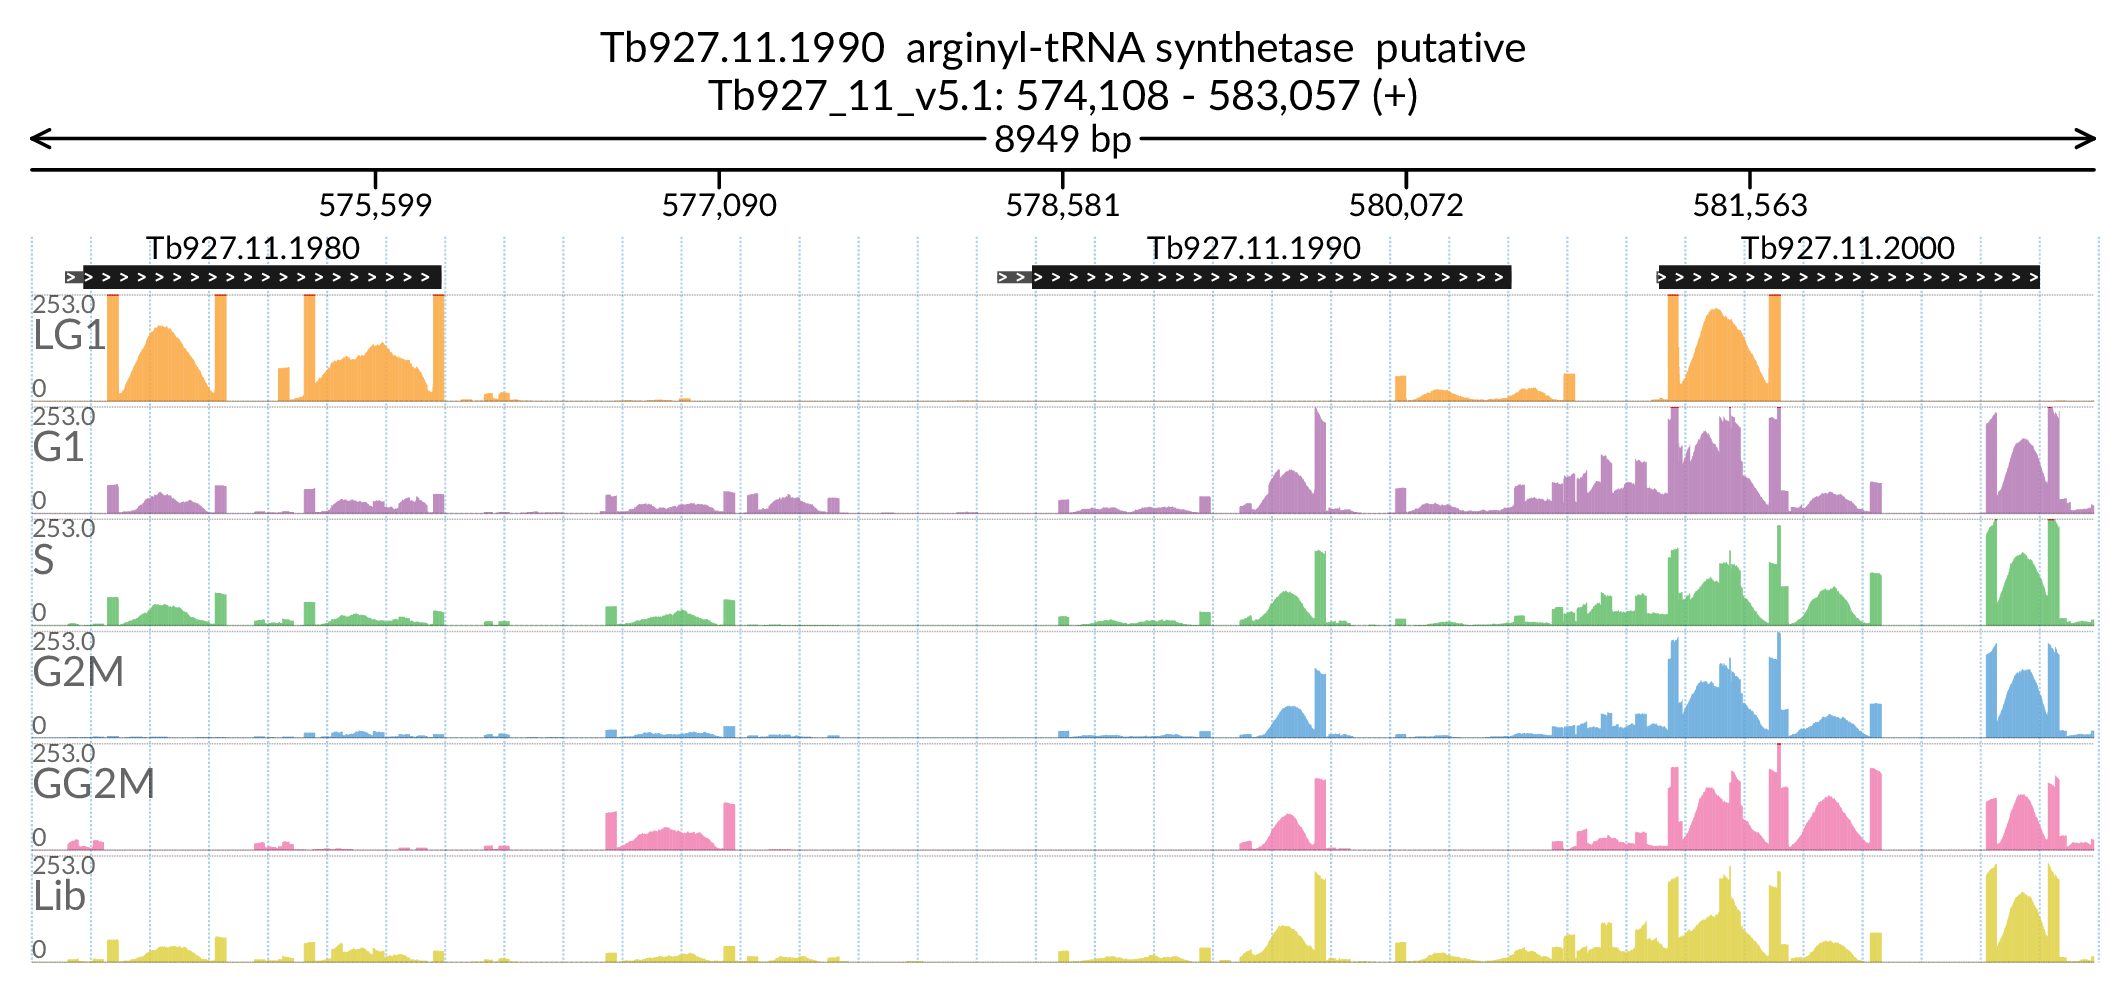 Tb927.11.1990  arginyl-tRNA synthetase  putative
Tb927_11_v5.1: 574,108 - 583,057 (+)
8949 bp
575,599 577,090 578,581 580,072 581,563
Tb927.11.1980 Tb927.11.1990 Tb927.11.2000
253.0
LG1
0
253.0
G1
0
253.0
S
0
253.0
G2M
0
253.0
GG2M
0
253.0
Lib
0